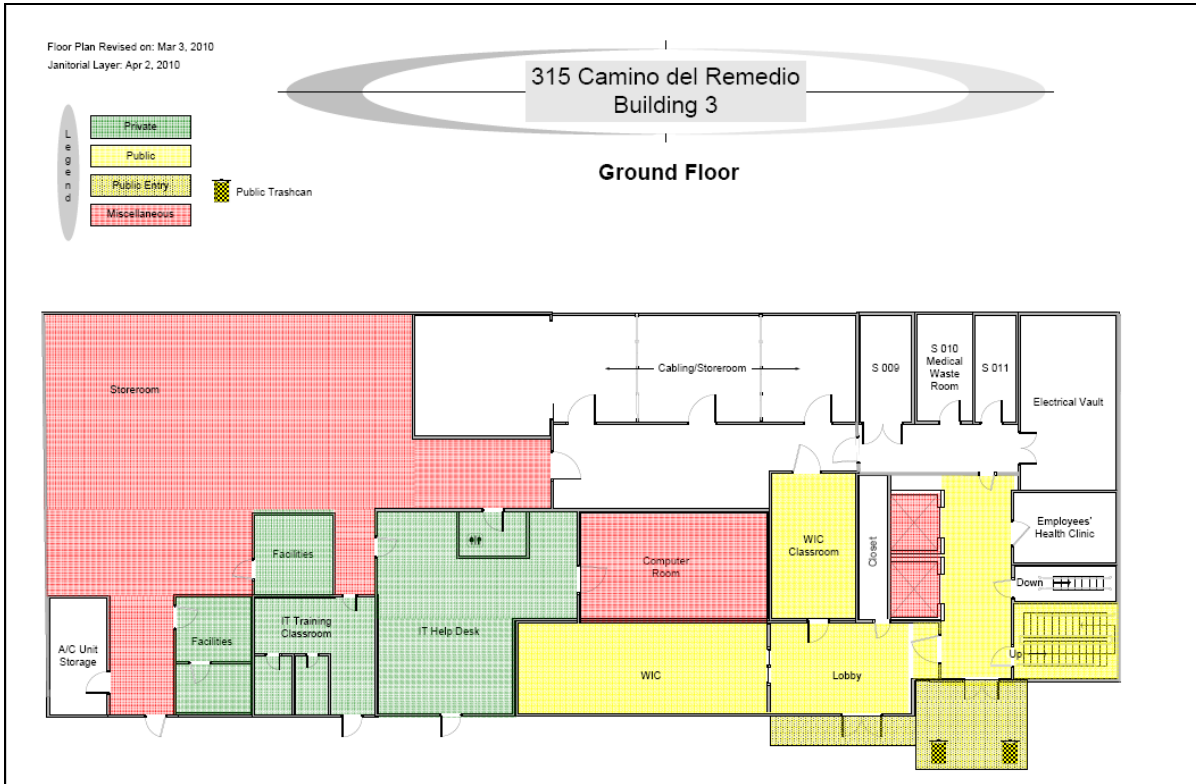 Floor Plan Revised on: Mar 3, 2010
Janitorial Layer: Apr 2, 2010
315 Camino del Remedio
Building 3
Ground Floor
Legend
Private
Public
Public Entry
Miscellaneous
Public Trashcan
Storeroom
Cabling/Storeroom
S 009
S 010
Medical
Waste
Room
S 011
Electrical Vault
Facilities
Computer
Room
WIC
Classroom
Closet
Employees'
Health Clinic
Down
A/C Unit
Storage
Facilities
IT Training
Classroom
IT Help Desk
WIC
Lobby
Up